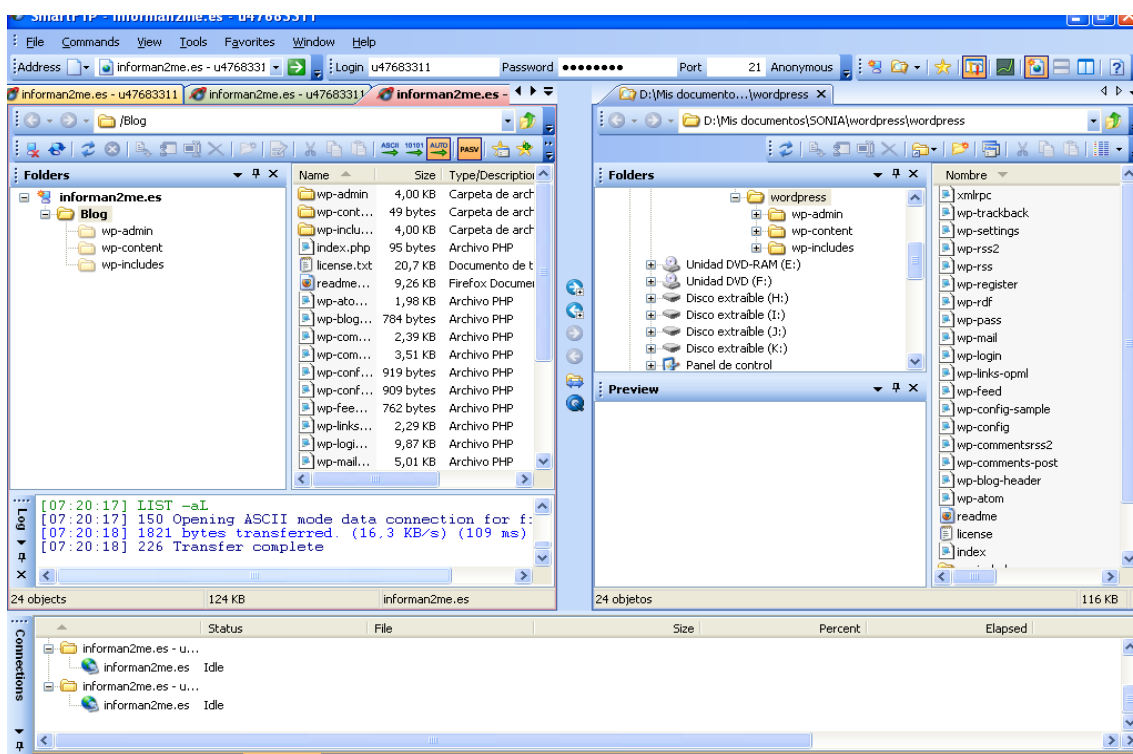 SmartFTP - informan2me.es - u47683311
File Commands View Tools Favorites Window Help
Address informan2me.es - u4768331 Login u47683311 Password ●●●●●●●● Port 21 Anonymous
informan2me.es - u47683311 informan2me.es - u47683311 informan2me.es - D:\Mis documento...\wordpress
/Blog D:\Mis documentos\SONIA\wordpress\wordpress
ASCII 10101 AUTO PASV
Folders
informan2me.es
Blog
wp-admin
wp-content
wp-includes
Name Size Type/Description
wp-admin 4,00 KB Carpeta de arch
wp-cont... 49 bytes Carpeta de arch
wp-inclu... 4,00 KB Carpeta de arch
index.php 95 bytes Archivo PHP
license.txt 20,7 KB Documento de t
readme... 9,26 KB Firefox Documer
wp-ato... 1,98 KB Archivo PHP
wp-blog... 784 bytes Archivo PHP
wp-com... 2,39 KB Archivo PHP
wp-com... 3,51 KB Archivo PHP
wp-conf... 919 bytes Archivo PHP
wp-conf... 909 bytes Archivo PHP
wp-fee... 762 bytes Archivo PHP
wp-links... 2,29 KB Archivo PHP
wp-logi... 9,87 KB Archivo PHP
wp-mail... 5,01 KB Archivo PHP
Log
[07:20:17] LIST -aL
[07:20:17] 150 Opening ASCII mode data connection for f:
[07:20:18] 1821 bytes transferred. (16,3 KB/s) (109 ms)
[07:20:18] 226 Transfer complete
24 objects 124 KB informan2me.es
Folders
wordpress
wp-admin
wp-content
wp-includes
Unidad DVD-RAM (E:)
Unidad DVD (F:)
Disco extraíble (H:)
Disco extraíble (I:)
Disco extraíble (J:)
Disco extraíble (K:)
Panel de control
Preview
Nombre
xmlrpc
wp-trackback
wp-settings
wp-rss2
wp-rss
wp-register
wp-rdf
wp-pass
wp-mail
wp-login
wp-links-opml
wp-feed
wp-config-sample
wp-config
wp-commentsrss2
wp-comments-post
wp-blog-header
wp-atom
readme
license
index
24 objetos 116 KB
Connections
Status File Size Percent Elapsed
informan2me.es - u...
informan2me.es Idle
informan2me.es - u...
informan2me.es Idle